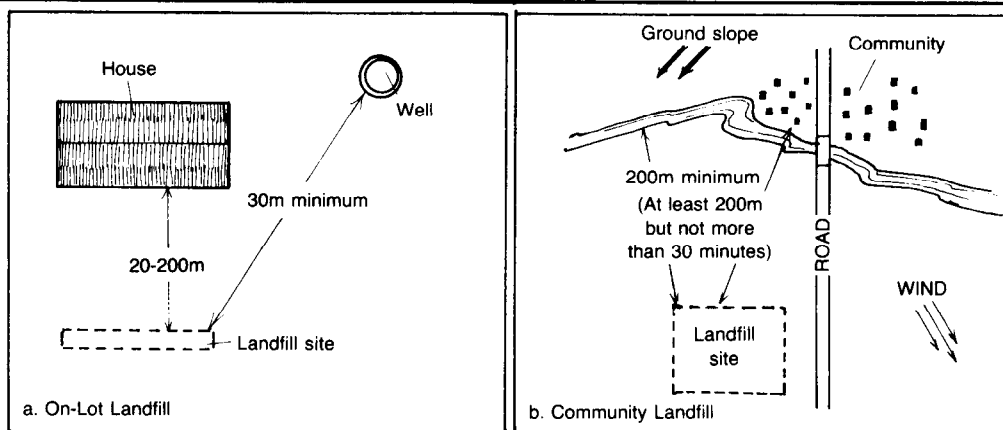 House
Well
30m minimum
20-200m
Landfill site
a. On-Lot Landfill
Ground slope
Community
200m minimum
(At least 200m
but not more
than 30 minutes)
ROAD
WIND
Landfill
site
b. Community Landfill